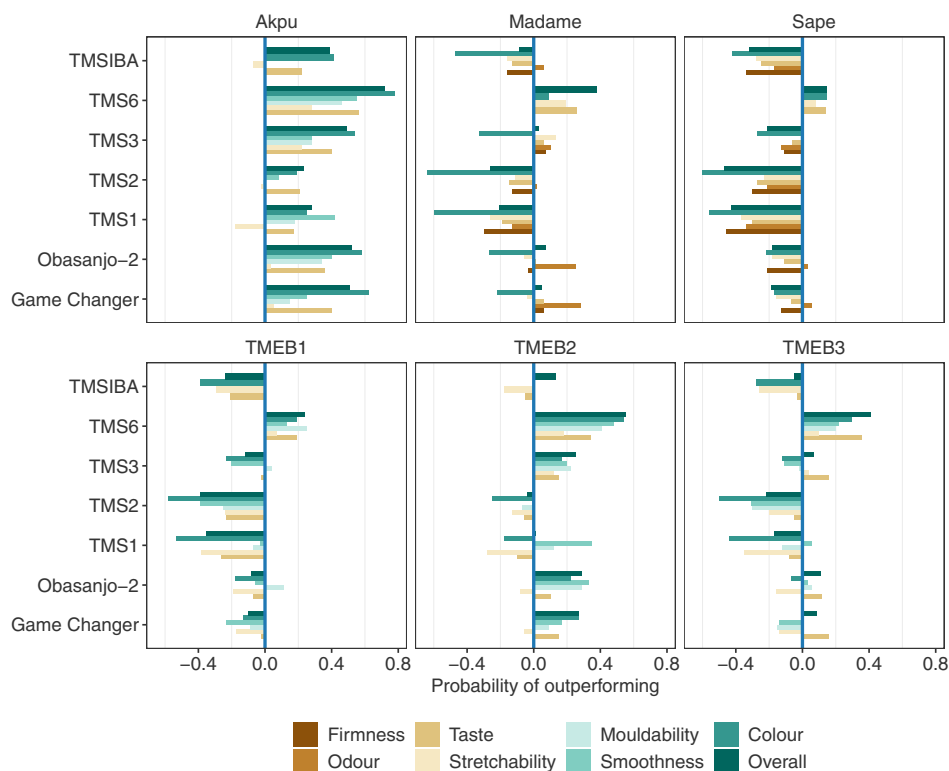 Akpu Madame Sape
TMSIBA
TMS6
TMS3
TMS2
TMS1
Obasanjo−2
Game Changer
TMEB1 TMEB2 TMEB3
TMSIBA
TMS6
TMS3
TMS2
TMS1
Obasanjo−2
Game Changer
−0.4 0.0 0.4 0.8 −0.4 0.0 0.4 0.8 −0.4 0.0 0.4 0.8
Probability of outperforming
Firmness Taste Mouldability Colour
Odour Stretchability Smoothness Overall